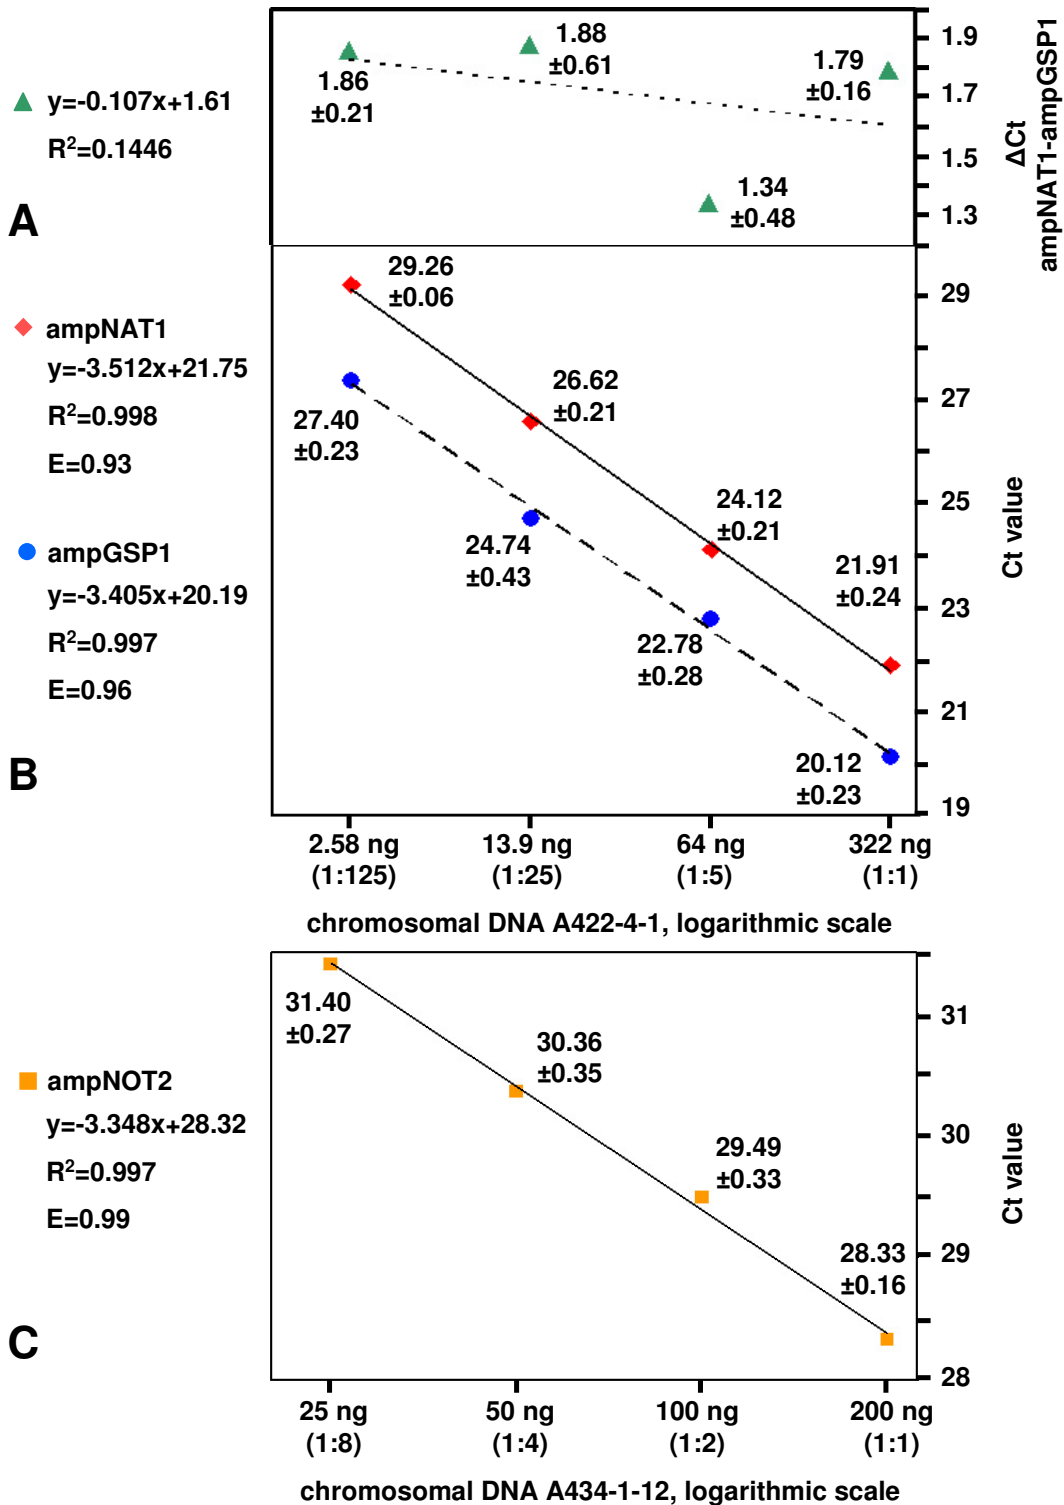 1.88
±0.61
1.86
±0.21
1.79
±0.16
1.34
±0.48
y=-0.107x+1.61
R²=0.1446
A
1.9
1.7
1.5
1.3
ΔCt
ampNAT1-ampGSP1
ampNAT1
y=-3.512x+21.75
R²=0.998
E=0.93
ampGSP1
y=-3.405x+20.19
R²=0.997
E=0.96
B
29.26
±0.06
26.62
±0.21
27.40
±0.23
24.74
±0.43
24.12
±0.21
22.78
±0.28
21.91
±0.24
20.12
±0.23
29
27
25
23
21
19
Ct value
2.58 ng
(1:125)
13.9 ng
(1:25)
64 ng
(1:5)
322 ng
(1:1)
chromosomal DNA A422-4-1, logarithmic scale
ampNOT2
y=-3.348x+28.32
R²=0.997
E=0.99
C
31.40
±0.27
30.36
±0.35
29.49
±0.33
28.33
±0.16
31
30
29
28
Ct value
25 ng
(1:8)
50 ng
(1:4)
100 ng
(1:2)
200 ng
(1:1)
chromosomal DNA A434-1-12, logarithmic scale